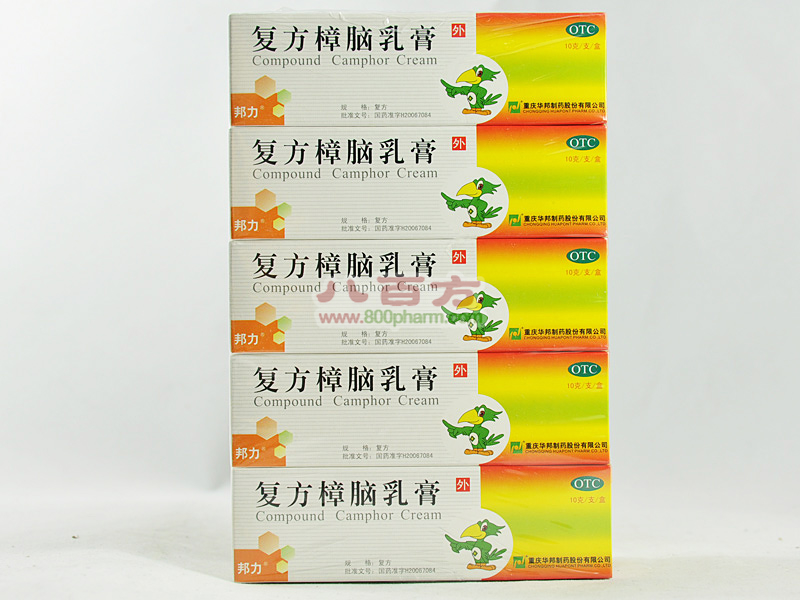 复方樟脑乳膏
外
OTC
Compound Camphor Cream
10克/支/盒
邦力®
规 格：复方
批准文号：国药准字H20067084
重庆华邦制药股份有限公司
CHONGQING HUAPONT PHARM CO.,LTD
复方樟脑乳膏
外
OTC
Compound Camphor Cream
10克/支/盒
邦力®
规 格：复方
批准文号：国药准字H20067084
重庆华邦制药股份有限公司
CHONGQING HUAPONT PHARM CO.,LTD
复方樟脑乳膏
外
OTC
Compound Camphor Cream
10克/支/盒
八百方
www.800pharm.com
邦力®
规 格：复方
批准文号：国药准字H20067084
重庆华邦制药股份有限公司
CHONGQING HUAPONT PHARM CO.,LTD
复方樟脑乳膏
外
OTC
Compound Camphor Cream
10克/支/盒
邦力®
规 格：复方
批准文号：国药准字H20067084
重庆华邦制药股份有限公司
CHONGQING HUAPONT PHARM CO.,LTD
复方樟脑乳膏
外
OTC
Compound Camphor Cream
10克/支/盒
邦力®
规 格：复方
批准文号：国药准字H20067084
重庆华邦制药股份有限公司
CHONGQING HUAPONT PHARM CO.,LTD